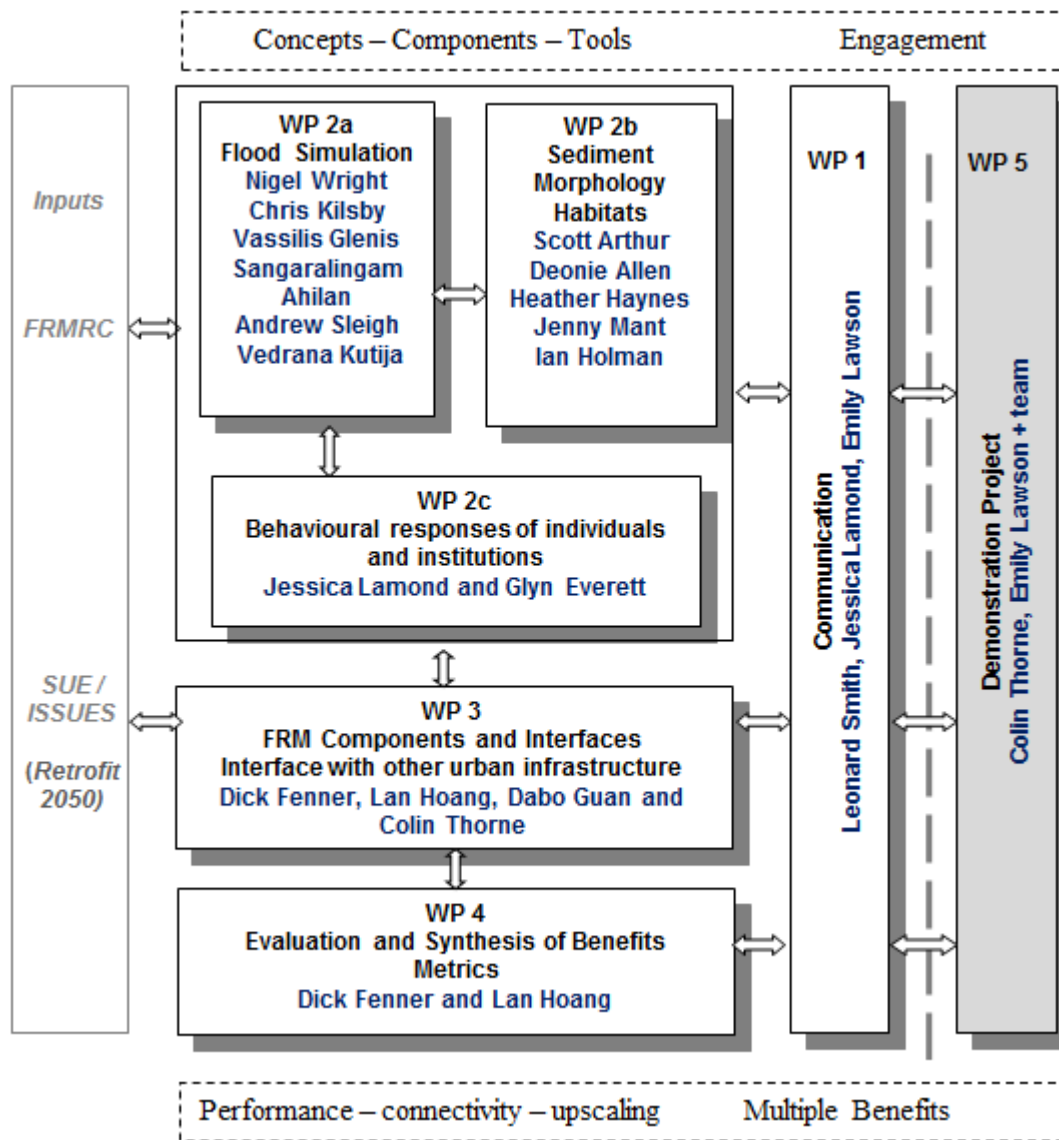 Concepts – Components – Tools
Engagement
Inputs
FRMRC
SUE /
ISSUES
(Retrofit
2050)
WP 2a
Flood Simulation
Nigel Wright
Chris Kilsby
Vassilis Glenis
Sangaralingam
Ahilan
Andrew Sleigh
Vedrana Kutija
WP 2b
Sediment
Morphology
Habitats
Scott Arthur
Deonie Allen
Heather Haynes
Jenny Mant
Ian Holman
WP 2c
Behavioural responses of individuals
and institutions
Jessica Lamond and Glyn Everett
WP 3
FRM Components and Interfaces
Interface with other urban infrastructure
Dick Fenner, Lan Hoang, Dabo Guan and
Colin Thorne
WP 4
Evaluation and Synthesis of Benefits
Metrics
Dick Fenner and Lan Hoang
WP 1
Communication
Leonard Smith, Jessica Lamond, Emily Lawson
WP 5
Demonstration Project
Colin Thorne, Emily Lawson + team
Performance – connectivity – upscaling
Multiple Benefits